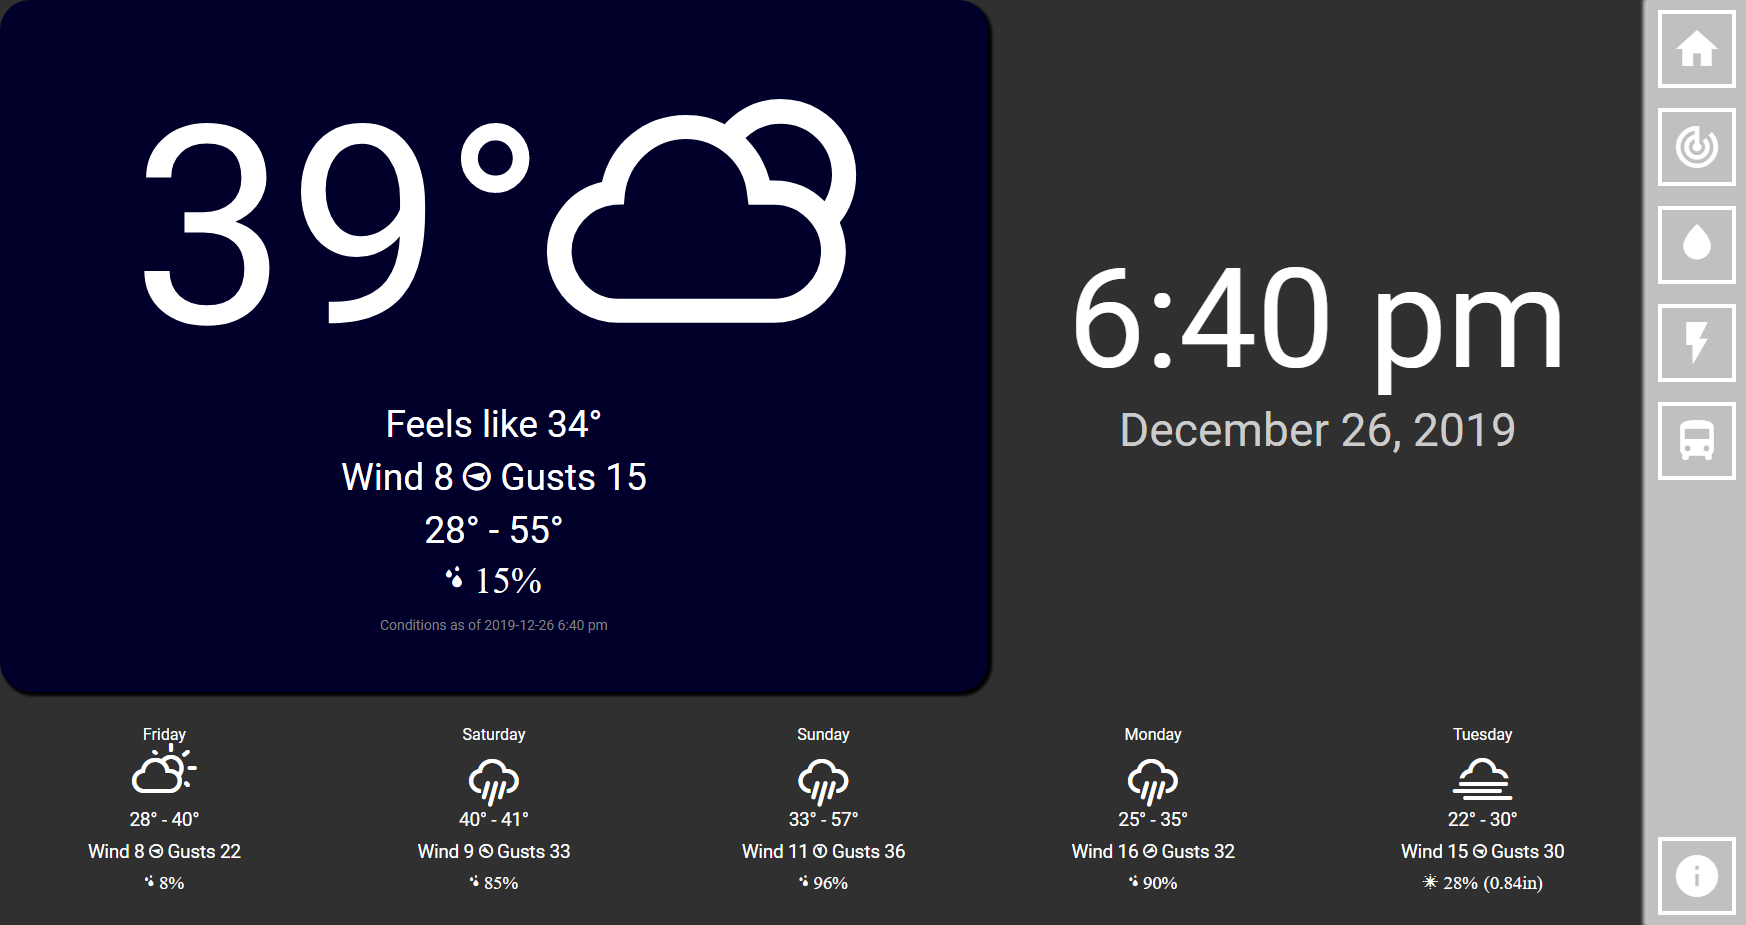 39°
Feels like 34°
Wind 8 Gusts 15
28° - 55°
15%
Conditions as of 2019-12-26 6:40 pm
6:40 pm
December 26, 2019
Friday
28° - 40°
Wind 8 Gusts 22
8%
Saturday
40° - 41°
Wind 9 Gusts 33
85%
Sunday
33° - 57°
Wind 11 Gusts 36
96%
Monday
25° - 35°
Wind 16 Gusts 32
90%
Tuesday
22° - 30°
Wind 15 Gusts 30
28% (0.84in)